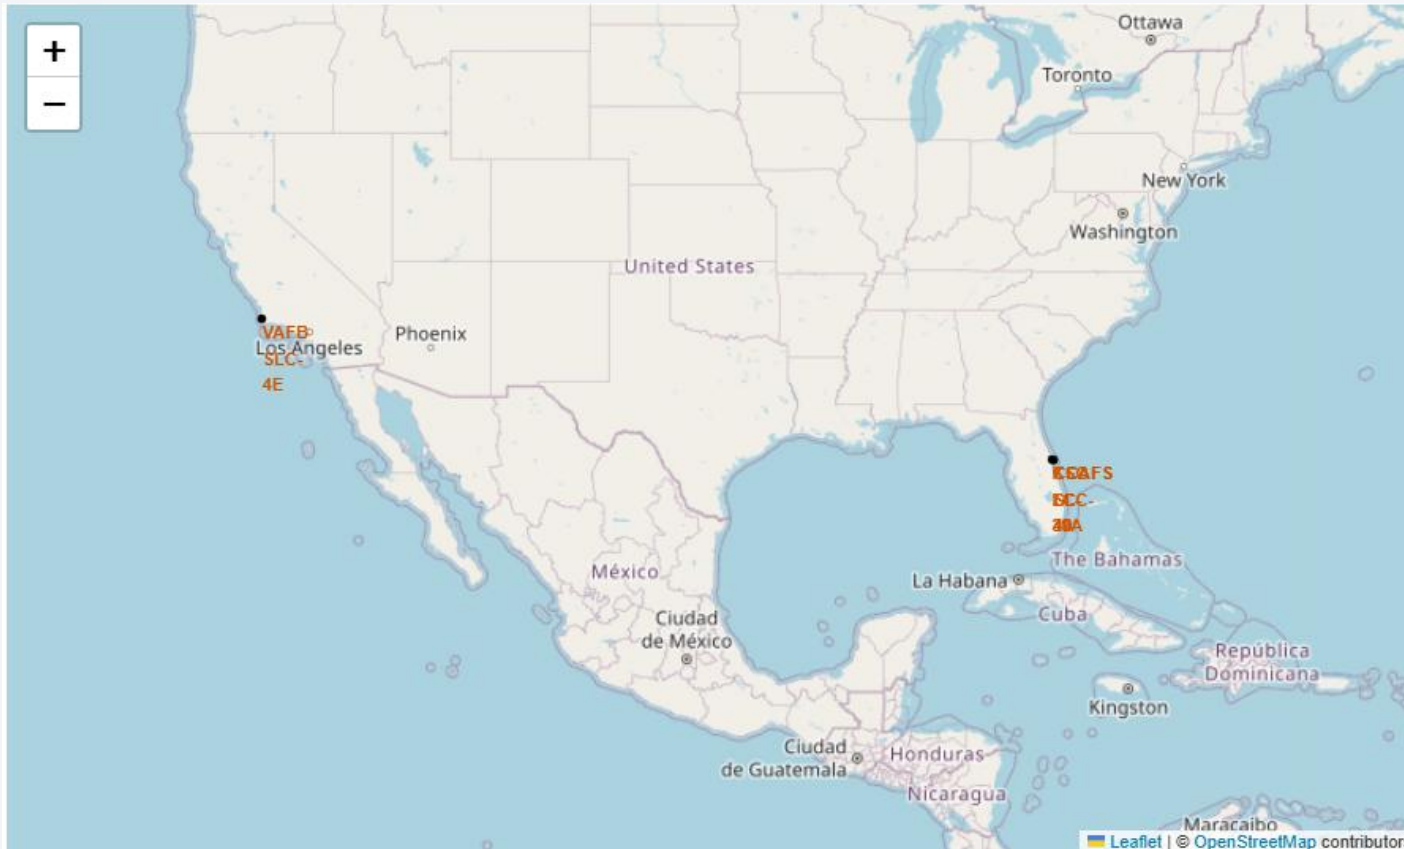 +
−
Ottawa
Toronto
New York
Washington
United States
VAFB
Los Angeles
SLC-
4E
Phoenix
México
Ciudad
de México
The Bahamas
La Habana
Cuba
República
Dominicana
Kingston
Ciudad
de Guatemala
Honduras
Nicaragua
Maracaibo
Leaflet | © OpenStreetMap contributor